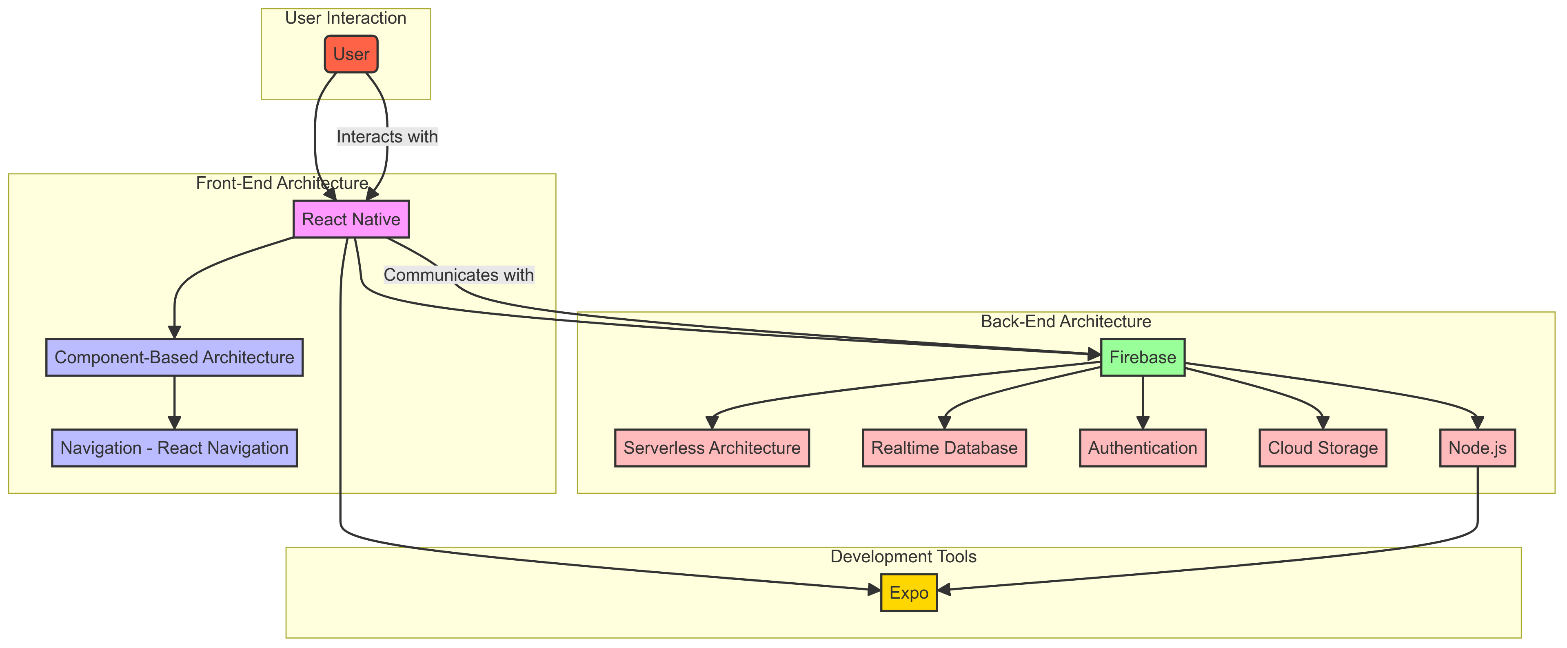 User Interaction
User
Interacts with
Front-End Architecture
React Native
Communicates with
Back-End Architecture
Component-Based Architecture
Firebase
Navigation - React Navigation
Serverless Architecture
Realtime Database
Authentication
Cloud Storage
Node.js
Development Tools
Expo